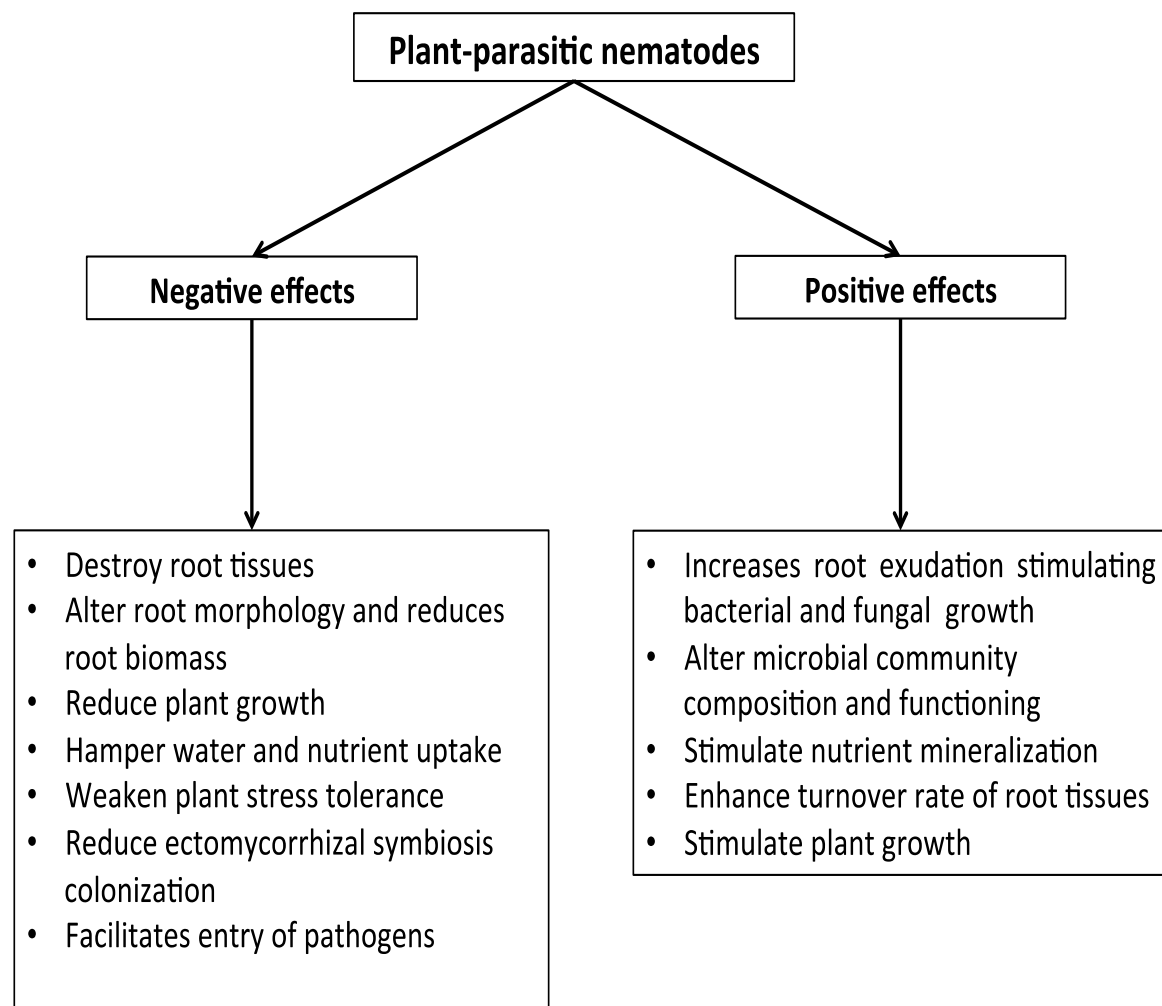 Plant-parasitic nematodes
Negative effects
Positive effects
• Destroy root tissues
• Alter root morphology and reduces
root biomass
• Reduce plant growth
• Hamper water and nutrient uptake
• Weaken plant stress tolerance
• Reduce ectomycorrhizal symbiosis
colonization
• Facilitates entry of pathogens
• Increases root exudation stimulating
bacterial and fungal growth
• Alter microbial community
composition and functioning
• Stimulate nutrient mineralization
• Enhance turnover rate of root tissues
• Stimulate plant growth